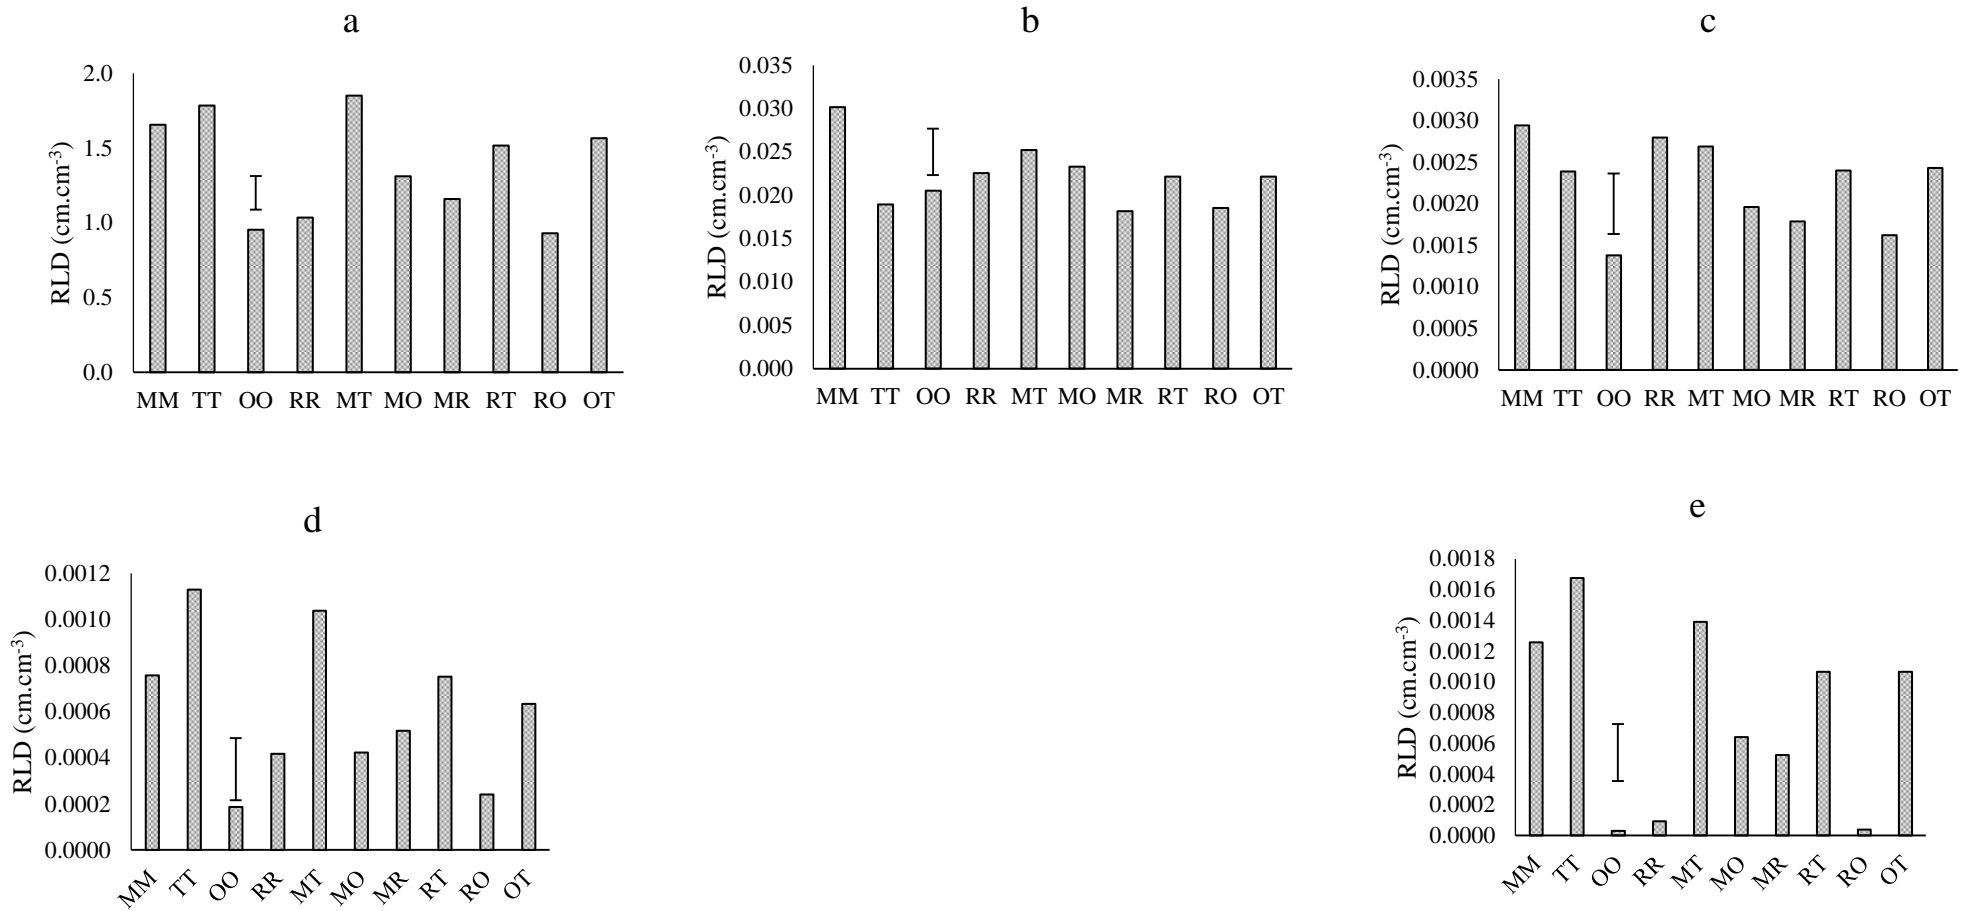 a
2.0
1.5
1.0
0.5
0.0
RLD (cm.cm-3)
MM TT OO RR MT MO MR RT RO OT
b
0.035
0.030
0.025
0.020
0.015
0.010
0.005
0.000
RLD (cm.cm-3)
MM TT OO RR MT MO MR RT RO OT
c
0.0035
0.0030
0.0025
0.0020
0.0015
0.0010
0.0005
0.0000
RLD (cm.cm-3)
MM TT OO RR MT MO MR RT RO OT
d
0.0012
0.0010
0.0008
0.0006
0.0004
0.0002
0.0000
RLD (cm.cm-3)
MM TT OO RR MT MO MR RT RO OT
e
0.0018
0.0016
0.0014
0.0012
0.0010
0.0008
0.0006
0.0004
0.0002
0.0000
RLD (cm.cm-3)
MM TT OO RR MT MO MR RT RO OT